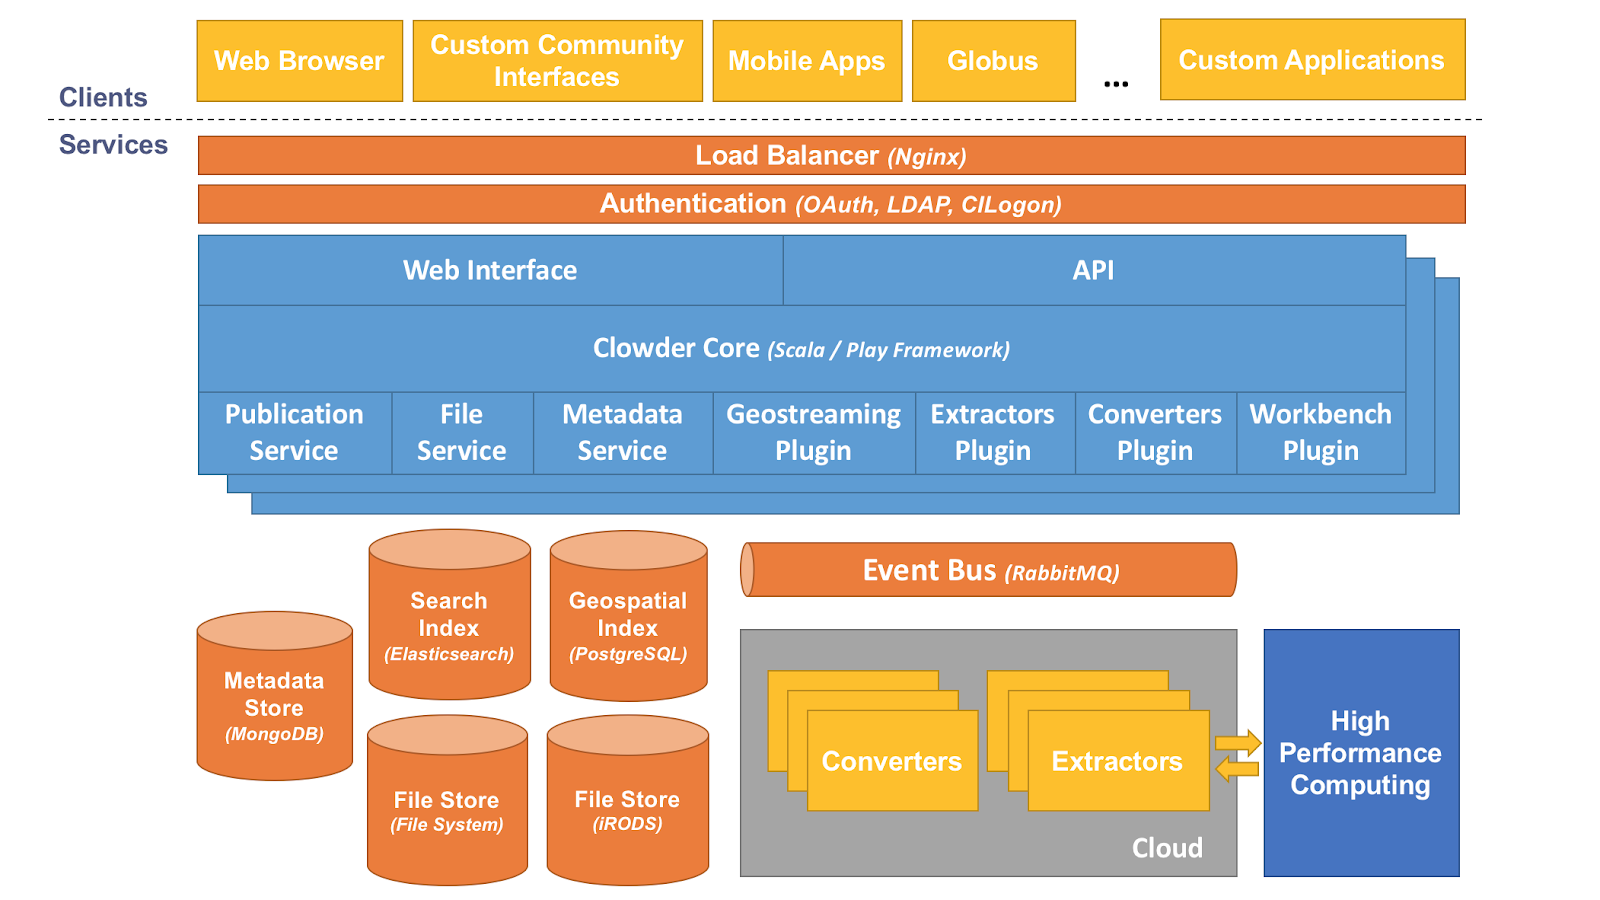 Web Browser
Custom Community
Interfaces
Mobile Apps
Globus
...
Custom Applications
Clients
Services
Load Balancer (Nginx)
Authentication (OAuth, LDAP, CILogon)
Web Interface
API
Clowder Core (Scala / Play Framework)
Publication
Service
File
Service
Metadata
Service
Geostreaming
Plugin
Extractors
Plugin
Converters
Plugin
Workbench
Plugin
Metadata
Store
(MongoDB)
Search
Index
(Elasticsearch)
Geospatial
Index
(PostgreSQL)
File Store
(File System)
File Store
(iRODS)
Event Bus (RabbitMQ)
Converters
Extractors
Cloud
High
Performance
Computing